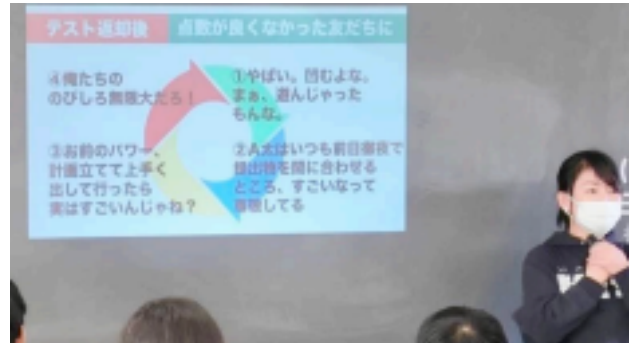 テスト返却後 点数が良くなかった友だちに
④俺たちの
のびしろ無限大だろ!
①やばい。凹むよな。
まぁ、遊んじゃった
もんな。
③お前のパワー、
計画立てて上手く
出して行ったら
実はすごいんじゃね?
②A太はいつも前日徹夜で
提出物を間に合わせる
ところ、すごいなって
尊敬してる